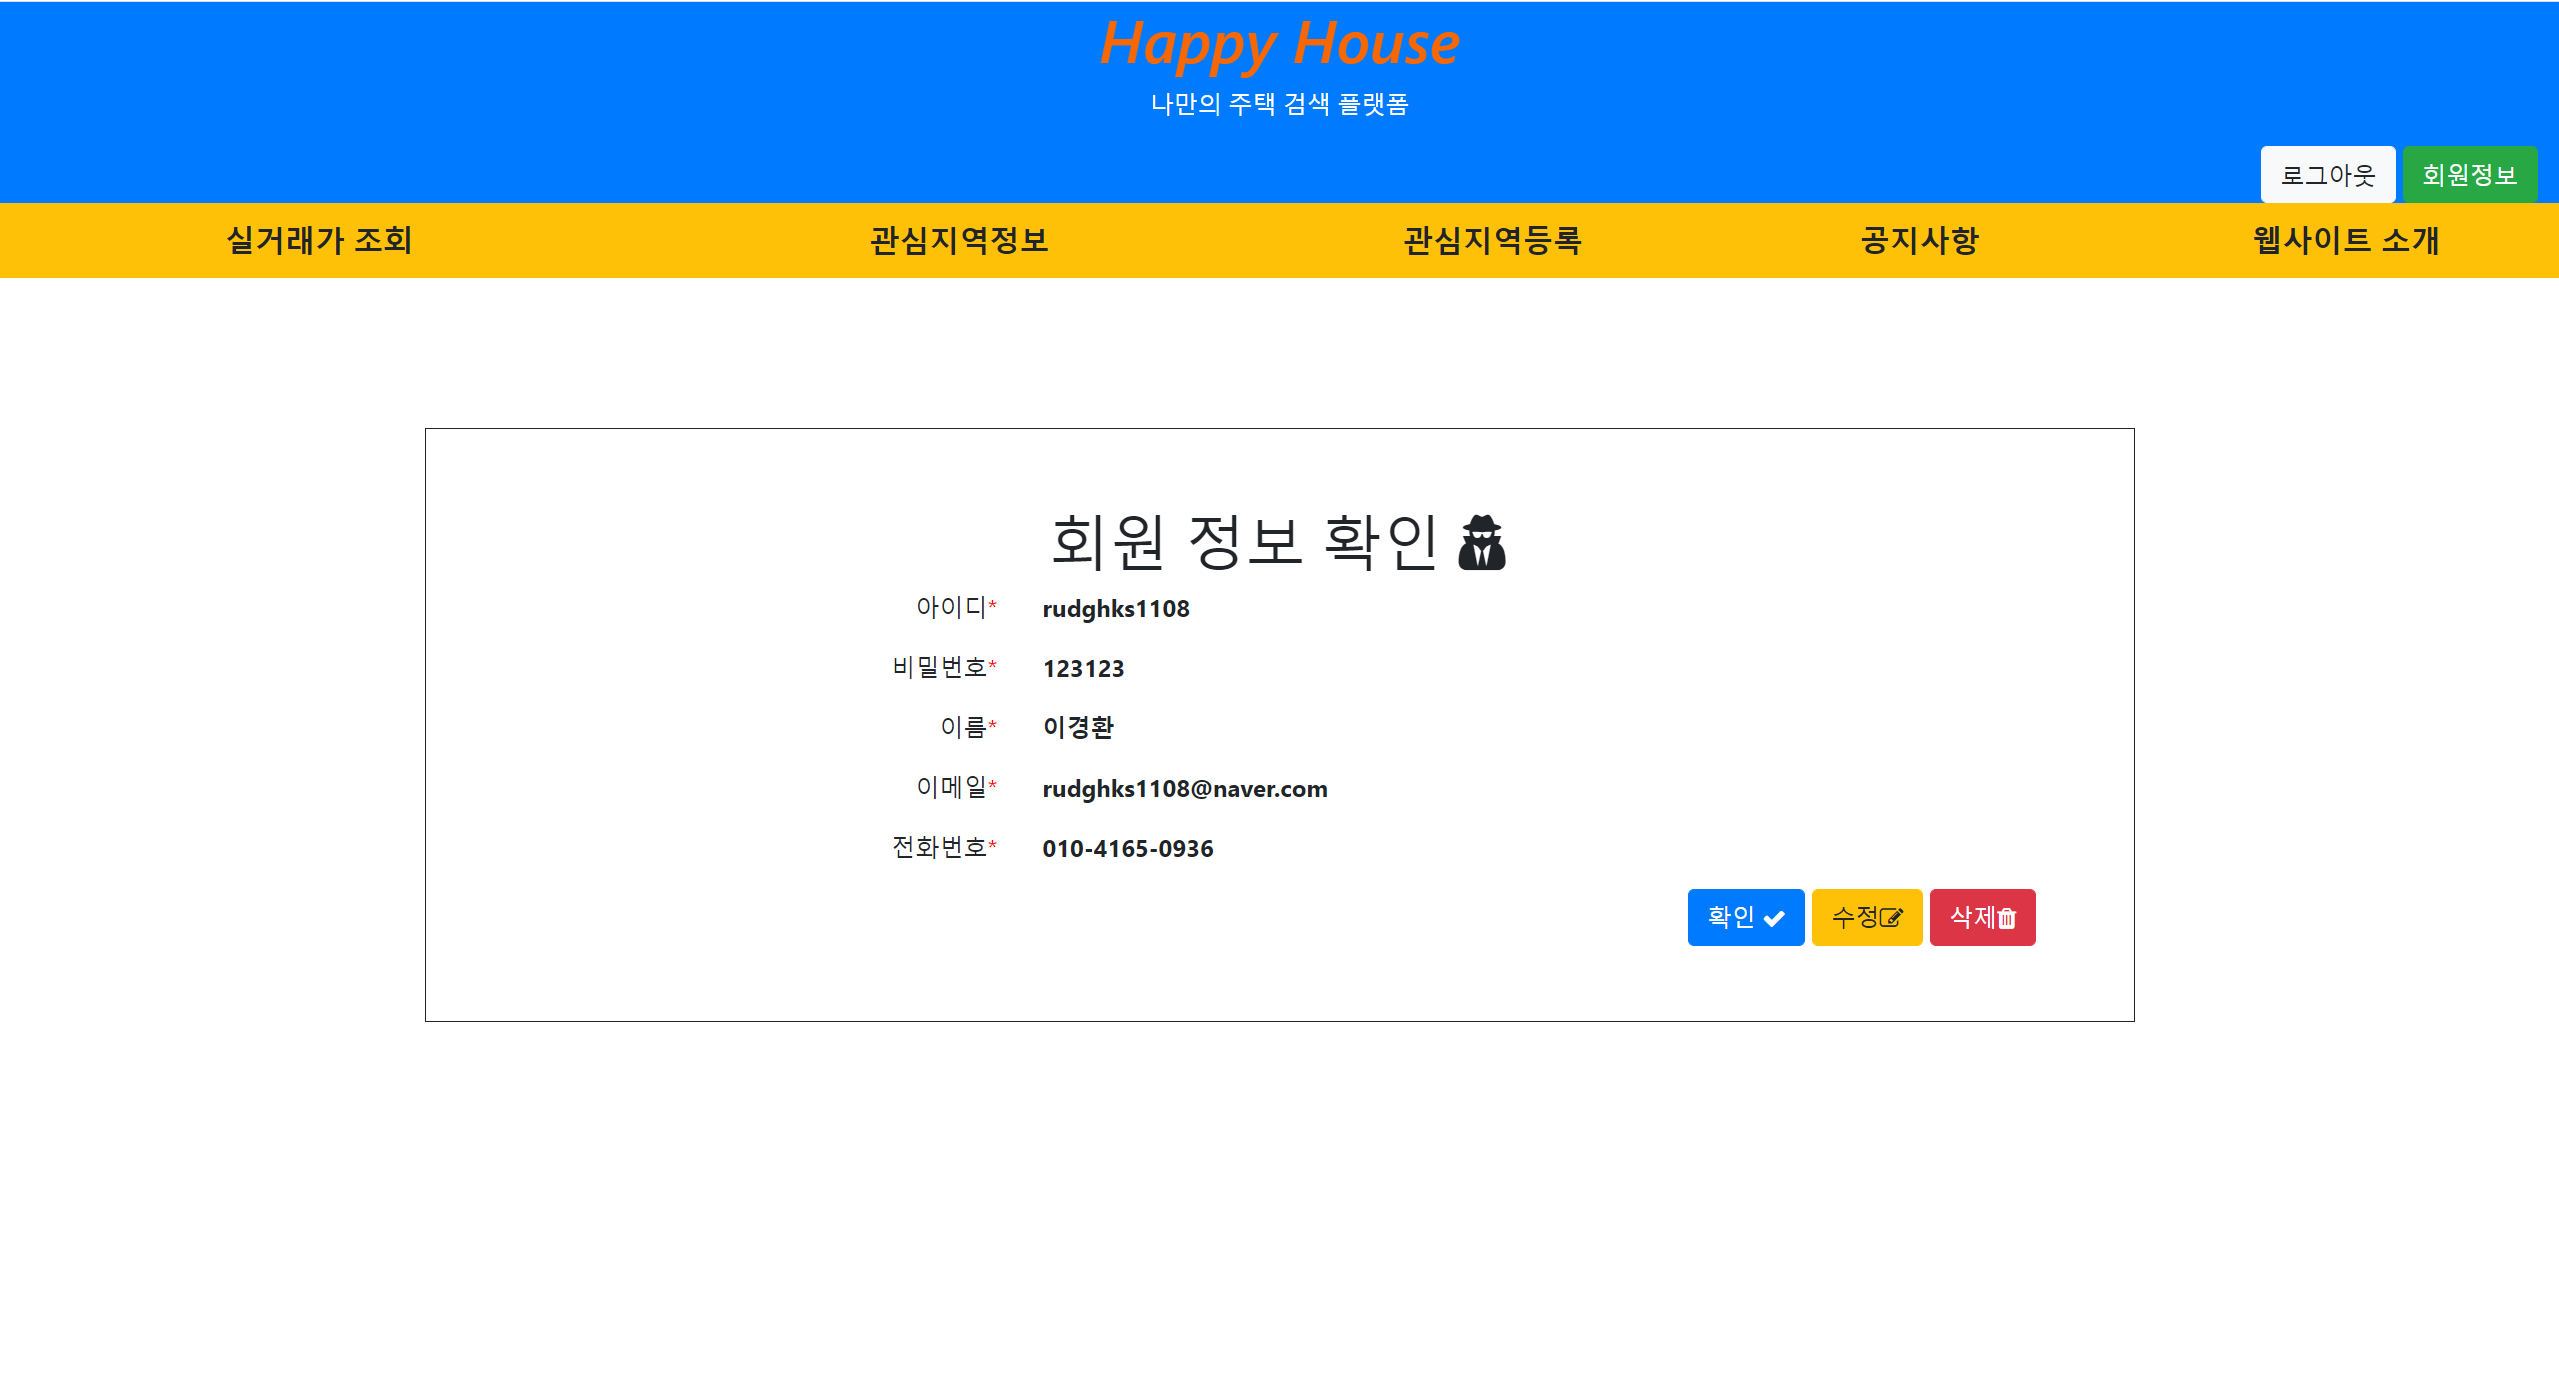 Happy House
나만의 주택 검색 플랫폼
로그아웃 회원정보
실거래가 조회 관심지역정보 관심지역등록 공지사항 웹사이트 소개
회원 정보 확인
아이디* rudghks1108
비밀번호* 123123
이름* 이경환
이메일* rudghks1108@naver.com
전화번호* 010-4165-0936
확인 수정 삭제